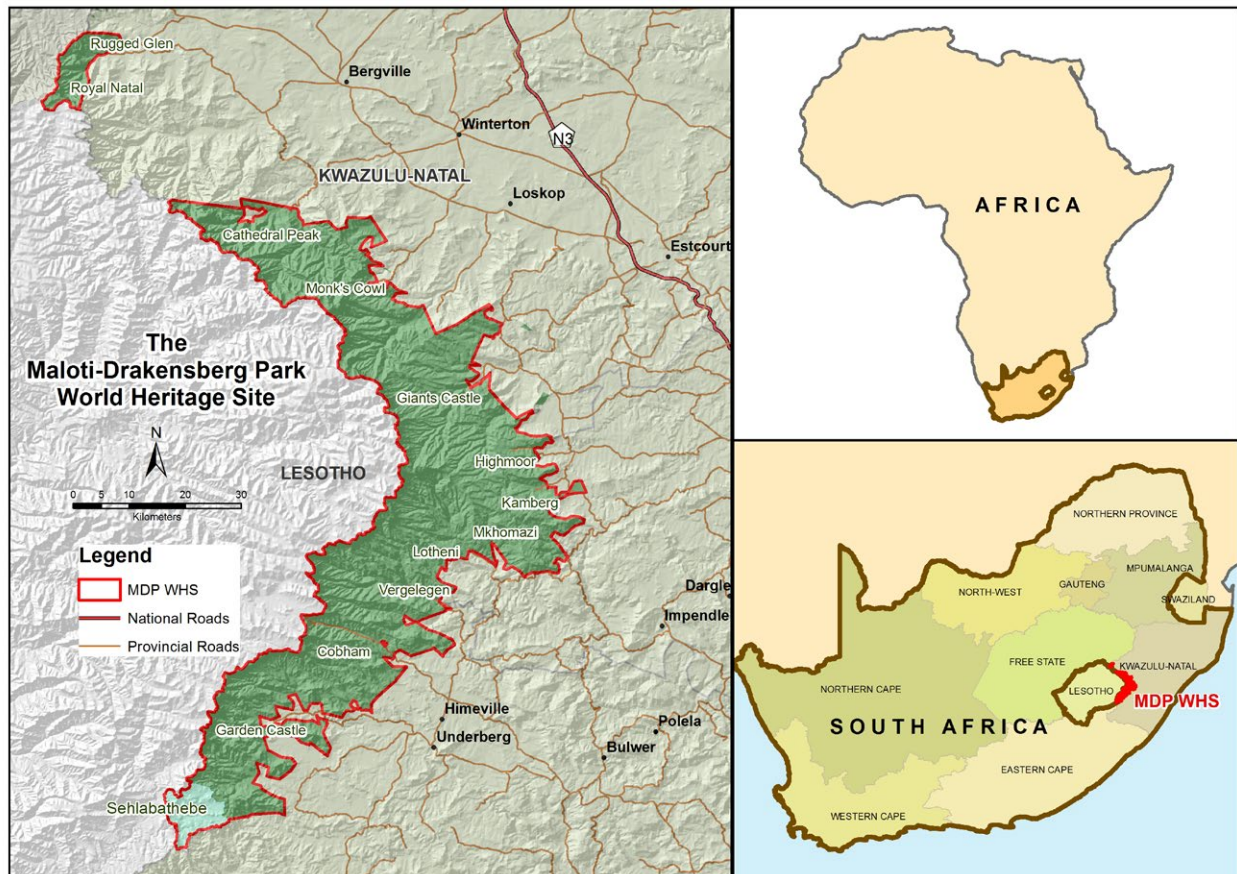 Rugged Glen
Royal Natal
Bergville
Winterton
N3
KWAZULU-NATAL
Loskop
Cathedral Peak
Estcourt
Monk's Cowl
The
Maloti-Drakensberg Park
World Heritage Site
N
LESOTHO
0 5 10 20 30
Kilometers
Giants Castle
Highmoor
Kamberg
Mkhomazi
Lotheni
Vergelegen
Legend
MDP WHS
National Roads
Provincial Roads
Dargle
Impendle
Cobham
Himeville
Garden Castle
Underberg
Polela
Bulwer
Sehlabathebe
AFRICA
NORTHERN PROVINCE
MPUMALANGA
GAUTENG
NORTH-WEST
SWAZILAND
FREE STATE
KWAZULU-NATAL
LESOTHO
NORTHERN CAPE
MDP WHS
SOUTH AFRICA
EASTERN CAPE
WESTERN CAPE